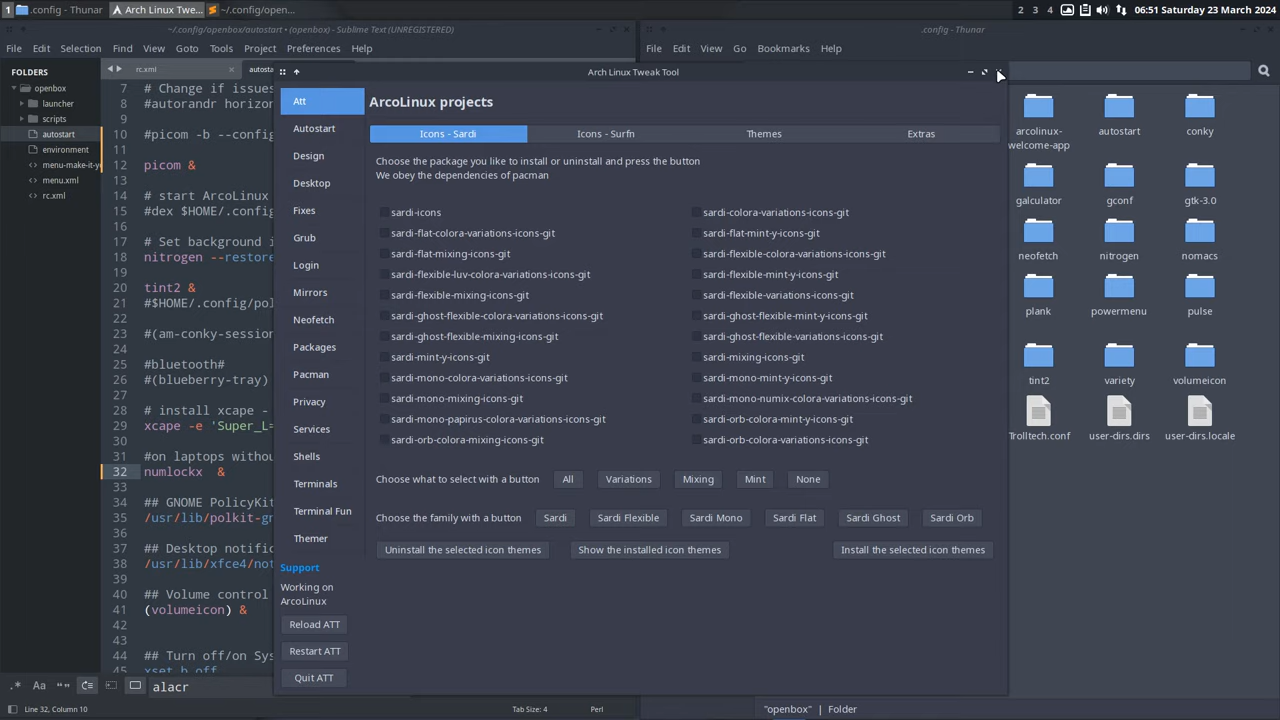 1 .config - Thunar Arch Linux Twea... ~/.config/open... 2 3 4 06:51 Saturday 23 March 2024
~/.config/openbox/autostart • (openbox) - Sublime Text (UNREGISTERED)
File Edit Selection Find View Goto Tools Project Preferences Help
FOLDERS
openbox
launcher
scripts
autostart
environment
menu-make-it-y
menu.xml
rc.xml
rc.xml × autosta
7 # Change if issues
8 #autorandr horizon
9
10 #picom -b --config
11
12 picom &
13
14 # start ArcoLinux
15 #dex $HOME/.config
16
17 # Set background i
18 nitrogen --restore
19
20 tint2 &
21 #$HOME/.config/pol
22
23 #(am-conky-session
24
25 #bluetooth#
26 #(blueberry-tray)
27
28 # install xcape -
29 xcape -e 'Super_L=
30
31 #on laptops withou
32 numlockx &
33
34 ## GNOME PolicyKit
35 /usr/lib/polkit-gn
36
37 ## Desktop notific
38 /usr/lib/xfce4/not
39
40 ## Volume control
41 (volumeicon) &
42
43
44 ## Turn off/on Sys
45 xset b off
.* Aa “” alacr
Line 32, Column 10 Tab Size: 4 Perl
Arch Linux Tweak Tool
Att
Autostart
Design
Desktop
Fixes
Grub
Login
Mirrors
Neofetch
Packages
Pacman
Privacy
Services
Shells
Terminals
Terminal Fun
Themer
Support
Working on
ArcoLinux
Reload ATT
Restart ATT
Quit ATT
ArcoLinux projects
Icons - Sardi Icons - Surfn Themes Extras
Choose the package you like to install or uninstall and press the button
We obey the dependencies of pacman
sardi-icons sardi-colora-variations-icons-git
sardi-flat-colora-variations-icons-git sardi-flat-mint-y-icons-git
sardi-flat-mixing-icons-git sardi-flexible-colora-variations-icons-git
sardi-flexible-luv-colora-variations-icons-git sardi-flexible-mint-y-icons-git
sardi-flexible-mixing-icons-git sardi-flexible-variations-icons-git
sardi-ghost-flexible-colora-variations-icons-git sardi-ghost-flexible-mint-y-icons-git
sardi-ghost-flexible-mixing-icons-git sardi-ghost-flexible-variations-icons-git
sardi-mint-y-icons-git sardi-mixing-icons-git
sardi-mono-colora-variations-icons-git sardi-mono-mint-y-icons-git
sardi-mono-mixing-icons-git sardi-mono-numix-colora-variations-icons-git
sardi-mono-papirus-colora-variations-icons-git sardi-orb-colora-mint-y-icons-git
sardi-orb-colora-mixing-icons-git sardi-orb-colora-variations-icons-git
Choose what to select with a button All Variations Mixing Mint None
Choose the family with a button Sardi Sardi Flexible Sardi Mono Sardi Flat Sardi Ghost Sardi Orb
Uninstall the selected icon themes Show the installed icon themes Install the selected icon themes
.config - Thunar
File Edit View Go Bookmarks Help
arcolinux-
welcome-app autostart conky
galculator gconf gtk-3.0
neofetch nitrogen nomacs
plank powermenu pulse
tint2 variety volumeicon
Trolltech.conf user-dirs.dirs user-dirs.locale
"openbox" | Folder